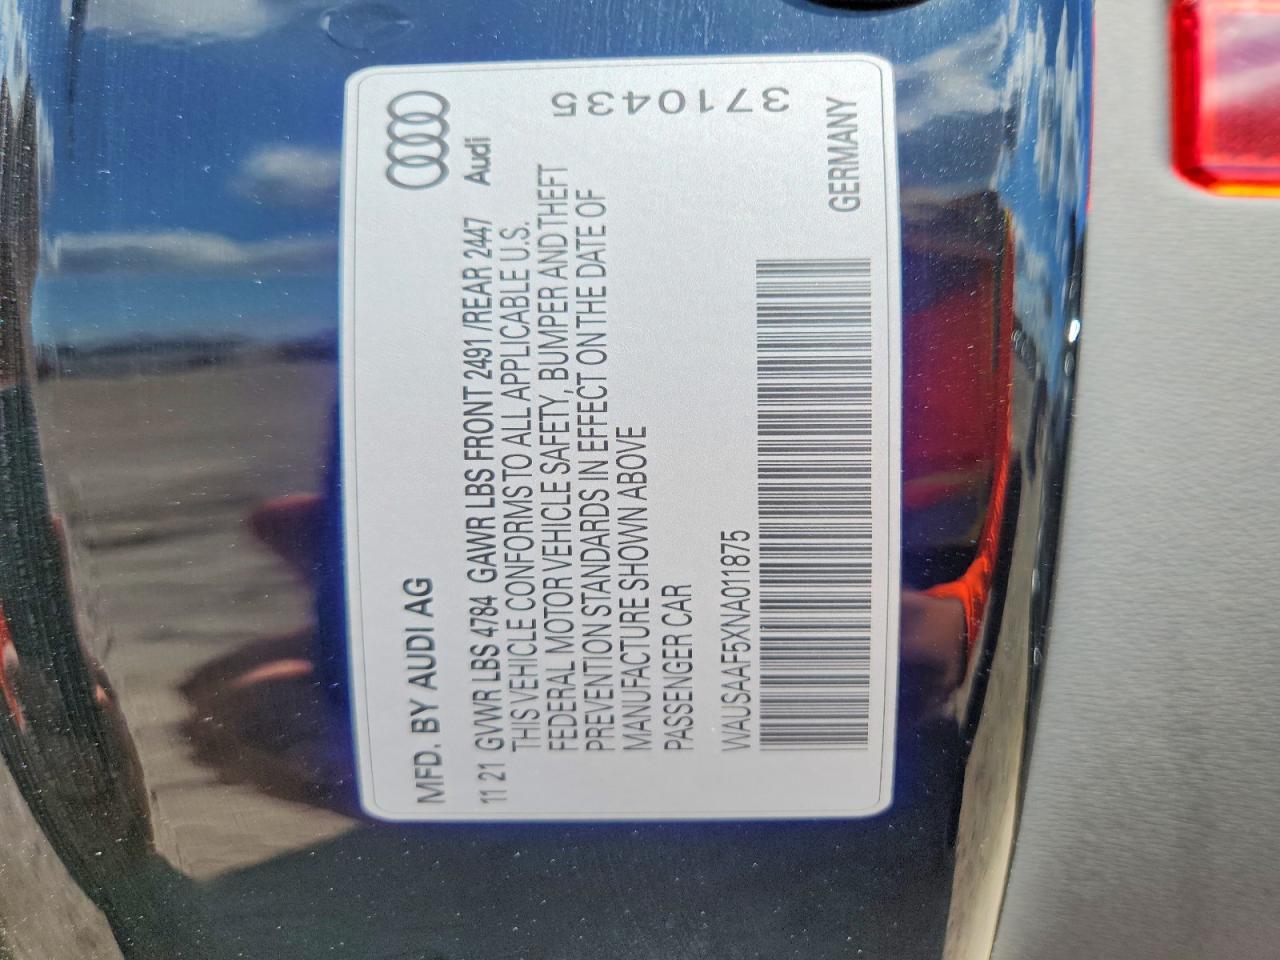 MFD. BY AUDI AG
Audi
11 21 GVWR LBS 4784 GAWR LBS FRONT 2491 /REAR 2447
THIS VEHICLE CONFORMS TO ALL APPLICABLE U.S.
FEDERAL MOTOR VEHICLE SAFETY, BUMPER AND THEFT
PREVENTION STANDARDS IN EFFECT ON THE DATE OF
MANUFACTURE SHOWN ABOVE
PASSENGER CAR
WAUSAAF5XNA011875
3710435
GERMANY